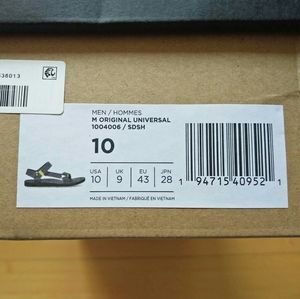 36013
MEN / HOMMES
M ORIGINAL UNIVERSAL
1004006 / SDSH
10
USA UK EU JPN
10 9 43 28
MADE IN VIETNAM / FABRIQUÉ EN VIETNAM
1 94715 40952 1